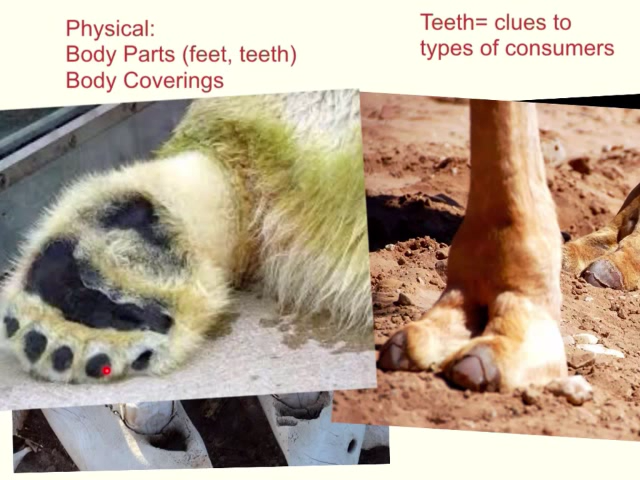 Physical:
Body Parts (feet, teeth)
Body Coverings
Teeth= clues to
types of consumers